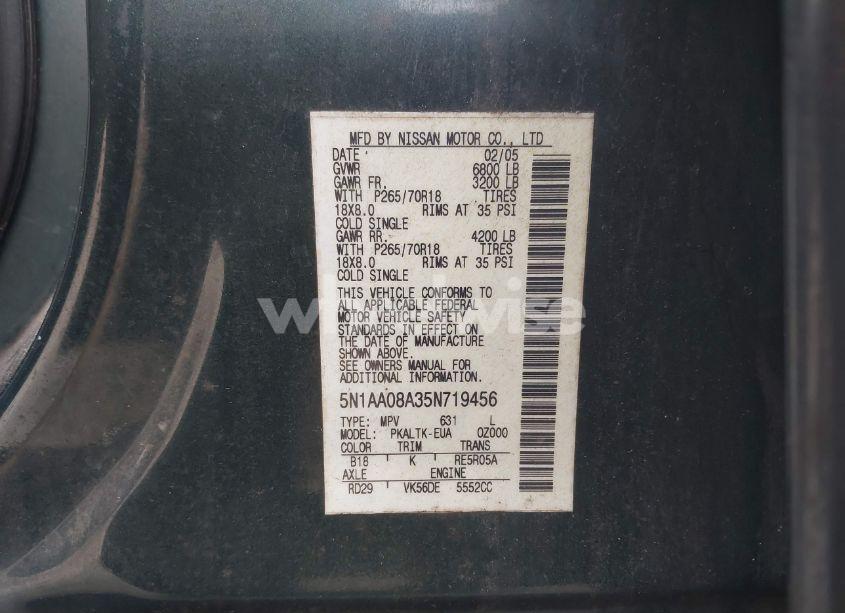 MFD BY NISSAN MOTOR CO., LTD
DATE 02/05
GVWR 6800 LB
GAWR FR. 3200 LB
WITH P265/70R18 TIRES
18X8.0 RIMS AT 35 PSI
COLD SINGLE
GAWR RR. 4200 LB
WITH P265/70R18 TIRES
18X8.0 RIMS AT 35 PSI
COLD SINGLE
THIS VEHICLE CONFORMS TO
ALL APPLICABLE FEDERAL
MOTOR VEHICLE SAFETY
STANDARDS IN EFFECT ON
THE DATE OF MANUFACTURE
SHOWN ABOVE.
SEE OWNERS MANUAL FOR
ADDITIONAL INFORMATION.
5N1AA08A35N719456
TYPE: MPV 631 L
MODEL: PKALTK-EUA 0Z000
COLOR TRIM TRANS
B18 K RE5R05A
AXLE ENGINE
RD29 VK56DE 5552CC